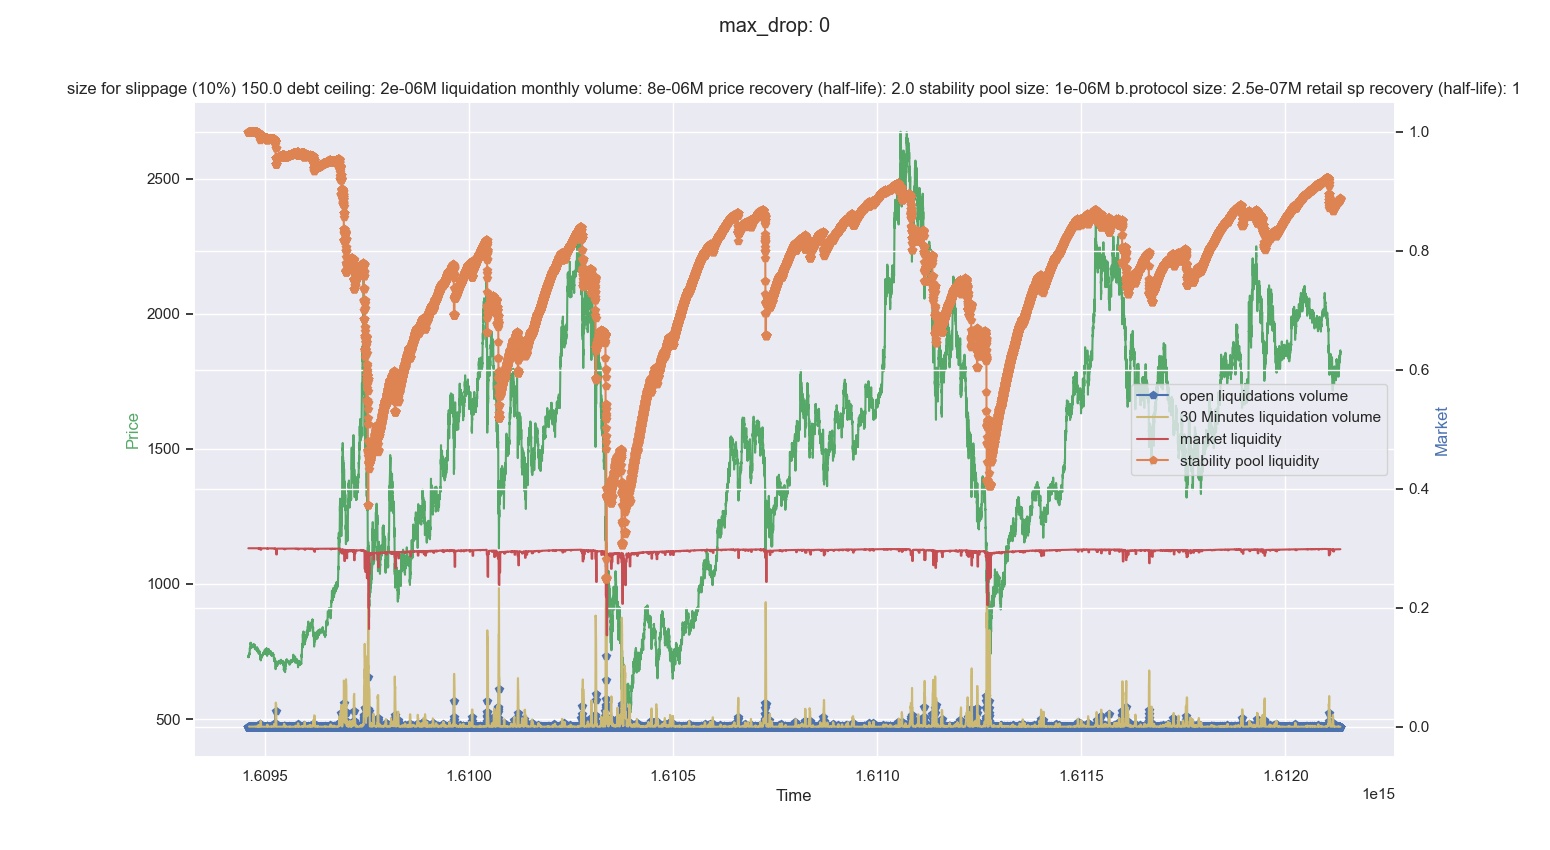 max_drop: 0
size for slippage (10%) 150.0 debt ceiling: 2e-06M liquidation monthly volume: 8e-06M price recovery (half-life): 2.0 stability pool size: 1e-06M b.protocol size: 2.5e-07M retail sp recovery (half-life): 1
2500
2000
1500
1000
500
Price
1.0
0.8
0.6
0.4
0.2
0.0
Market
open liquidations volume
30 Minutes liquidation volume
market liquidity
stability pool liquidity
1.6095
1.6100
1.6105
1.6110
1.6115
1.6120
Time
1e15